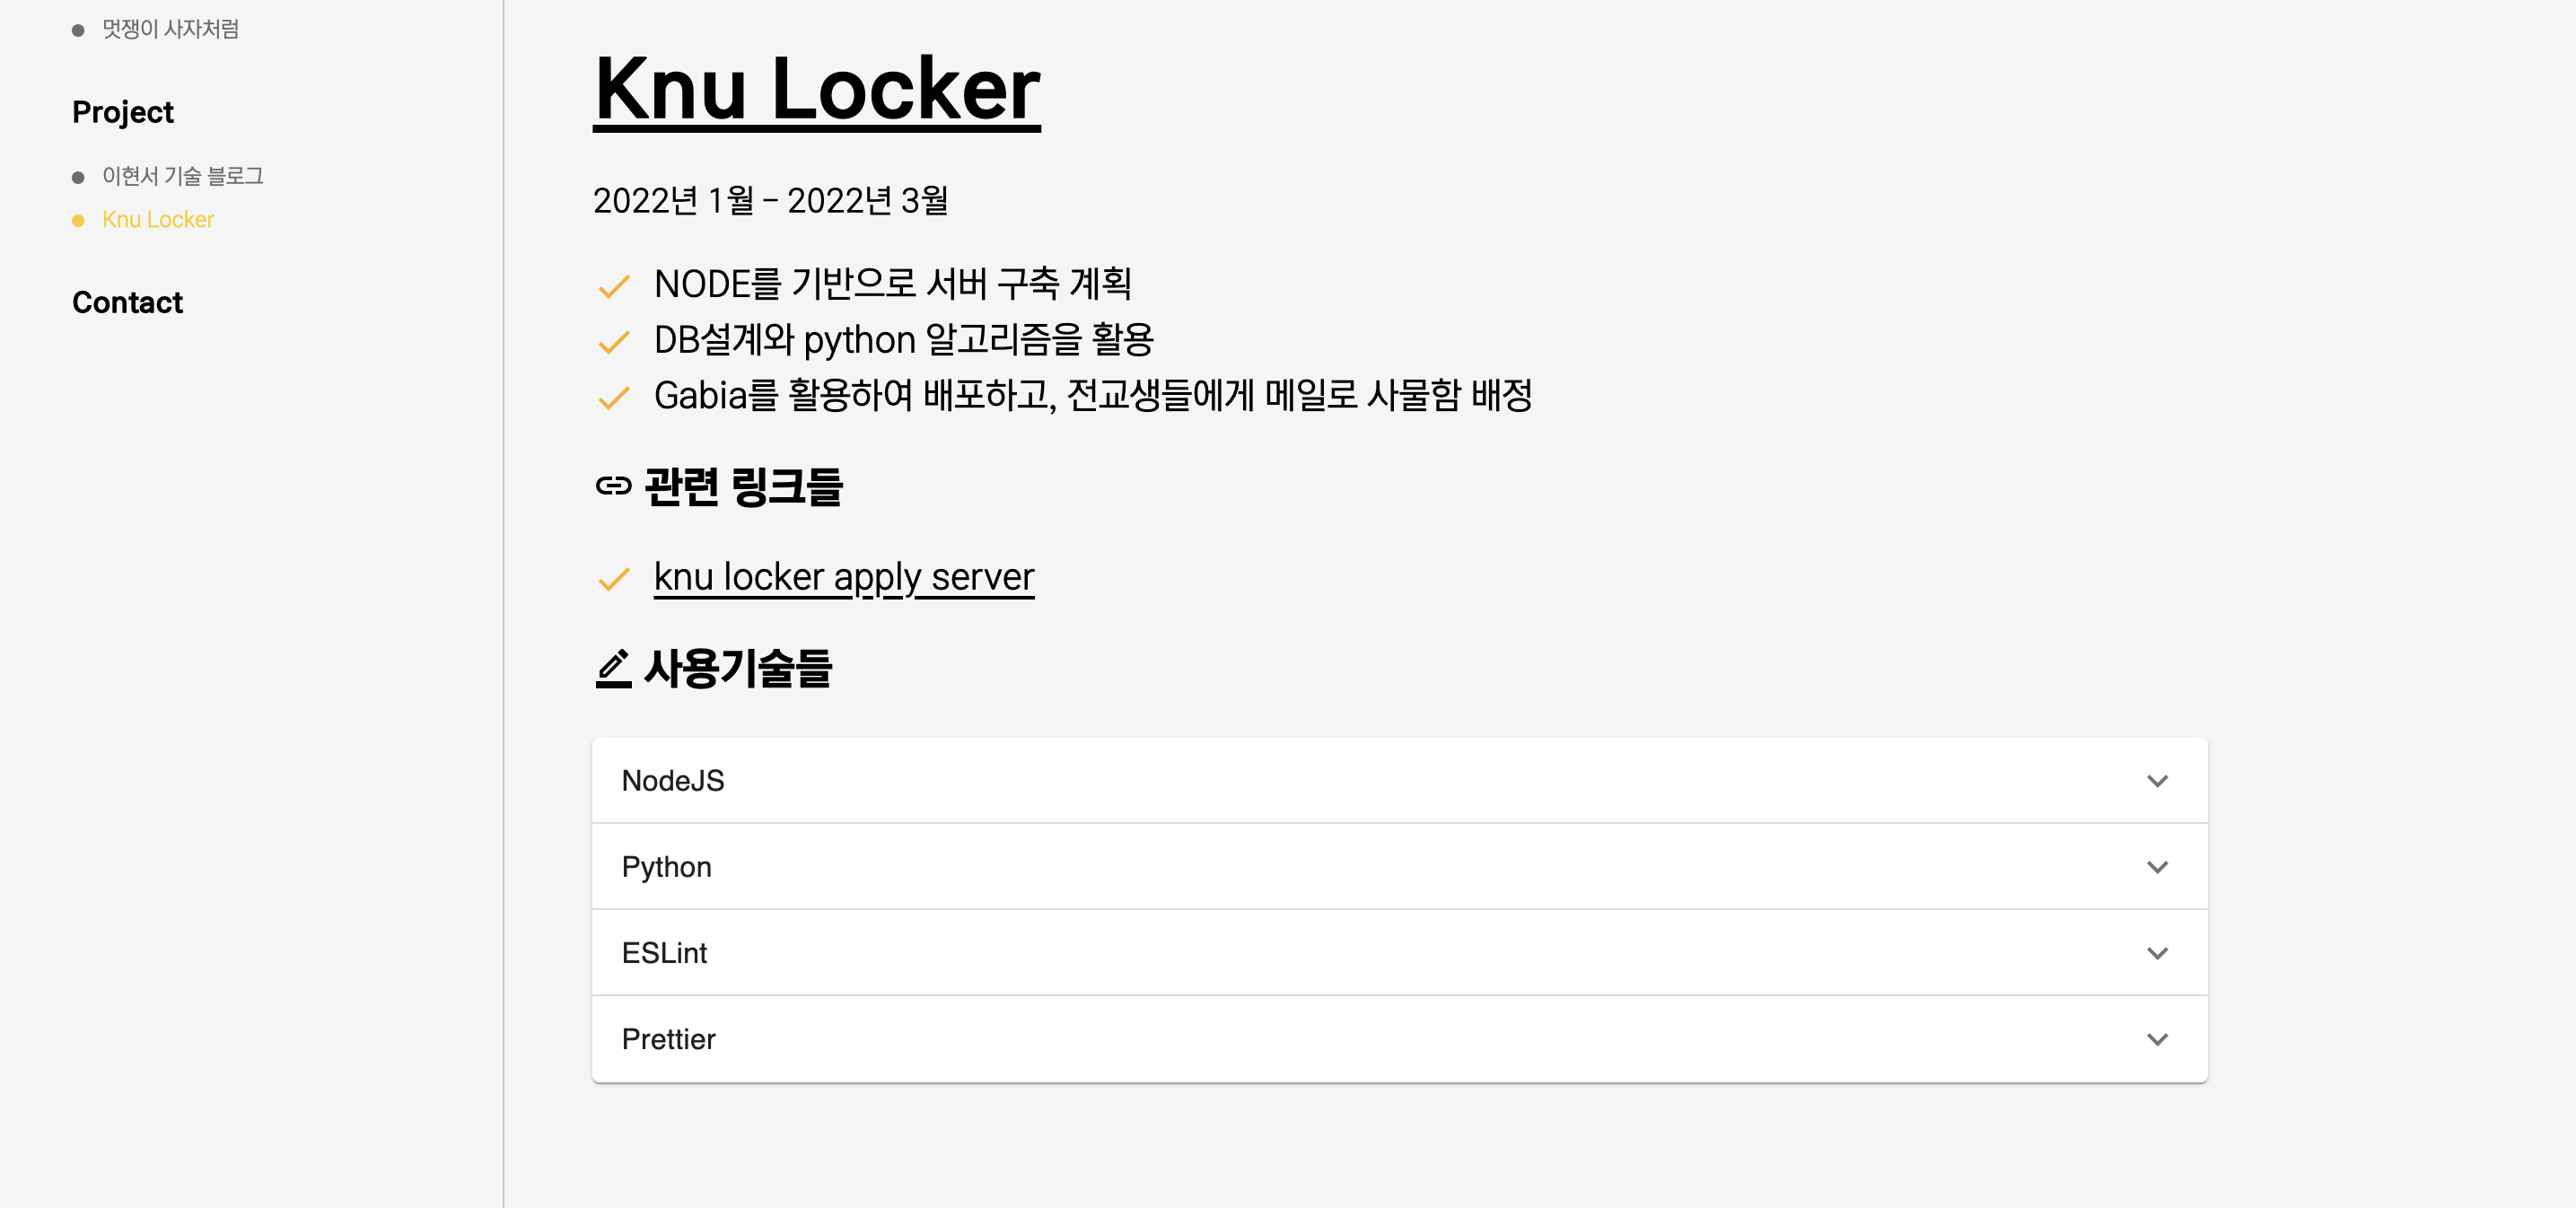 멋쟁이 사자처럼
Project
이현서 기술 블로그
Knu Locker
Contact
Knu Locker
2022년 1월 – 2022년 3월
NODE를 기반으로 서버 구축 계획
DB설계와 python 알고리즘을 활용
Gabia를 활용하여 배포하고, 전교생들에게 메일로 사물함 배정
관련 링크들
knu locker apply server
사용기술들
NodeJS
Python
ESLint
Prettier